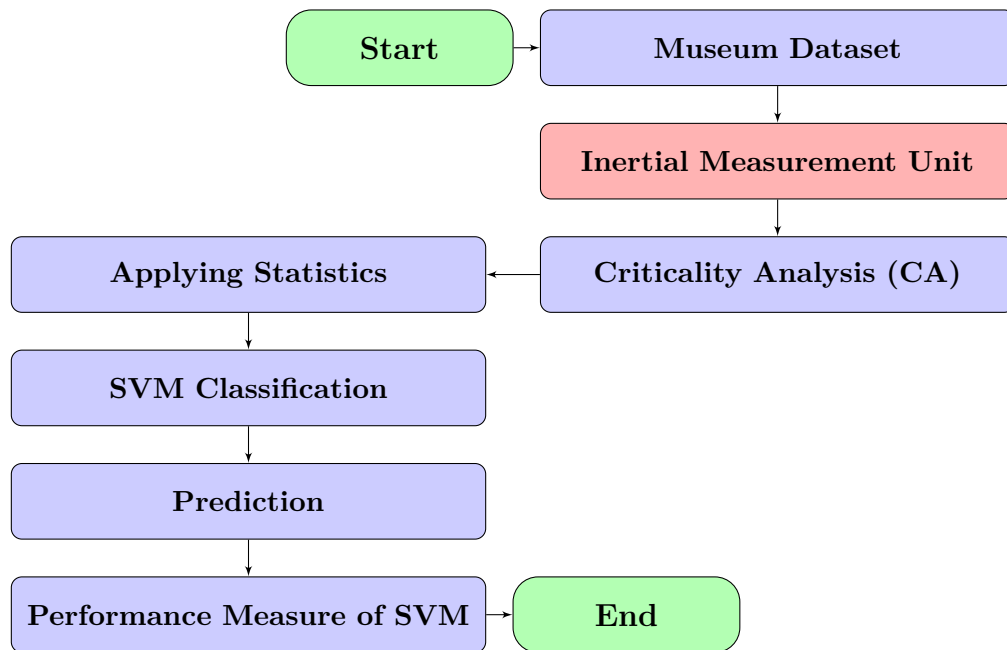 Start
Museum Dataset
Inertial Measurement Unit
Criticality Analysis (CA)
Applying Statistics
SVM Classification
Prediction
Performance Measure of SVM
End